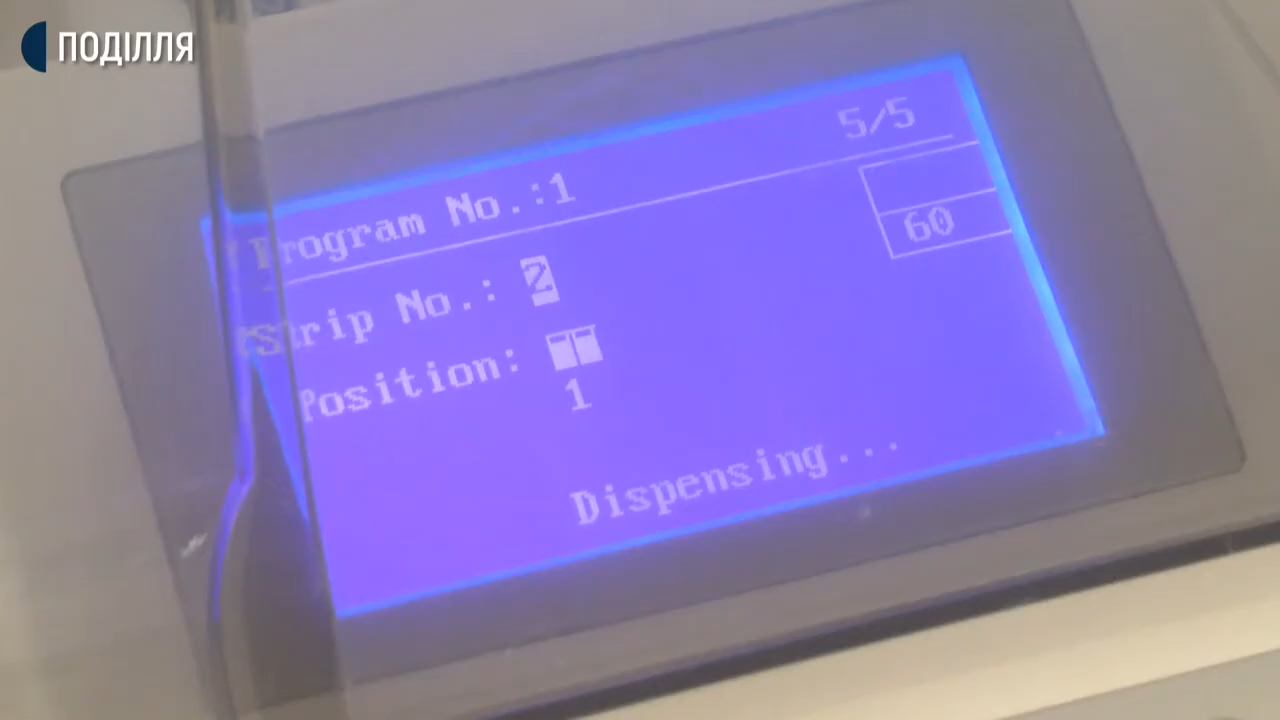 ПОДІЛЛЯ
5/5
Program No.:1
60
Strip No.: 2
Position:
1
Dispensing...